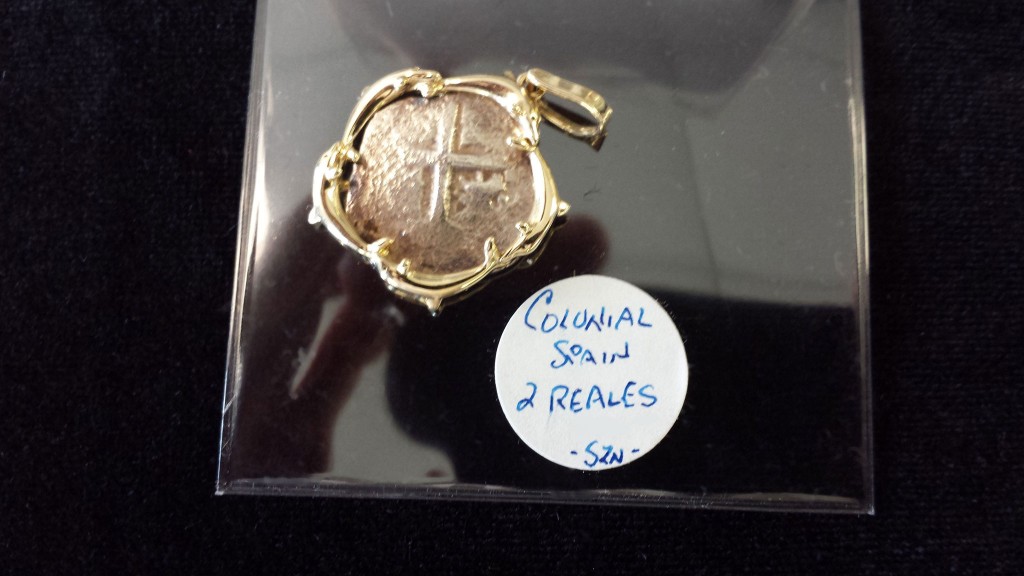 COLONIAL
SPAIN
2 REALES
- SZN -